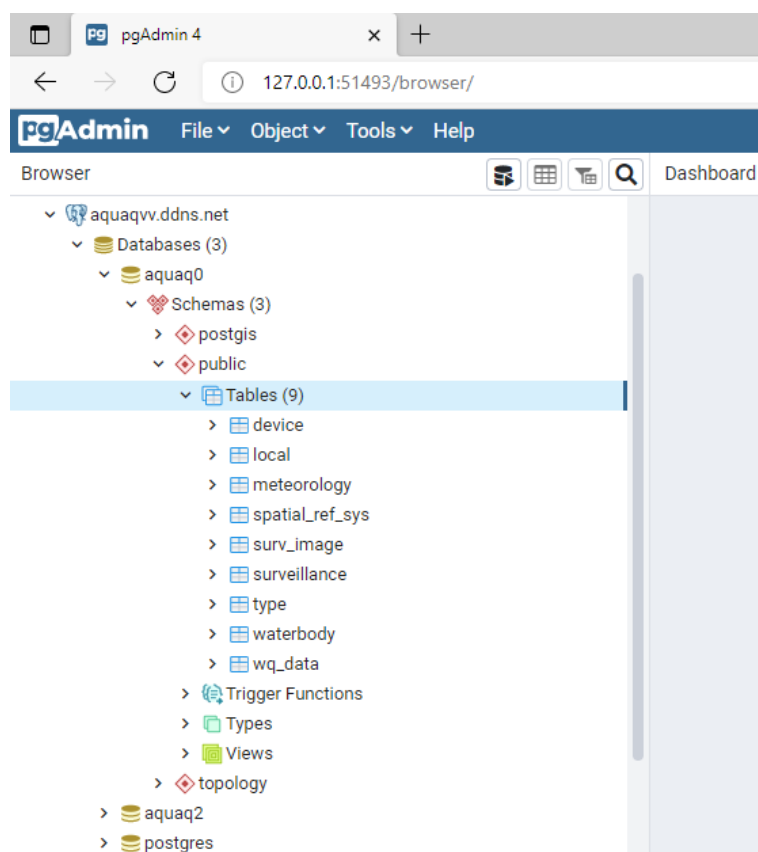 pgAdmin 4
127.0.0.1:51493/browser/
pgAdmin File Object Tools Help
Browser Dashboard
aquaqvv.ddns.net
Databases (3)
aquaq0
Schemas (3)
postgis
public
Tables (9)
device
local
meteorology
spatial_ref_sys
surv_image
surveillance
type
waterbody
wq_data
Trigger Functions
Types
Views
topology
aquaq2
postgres